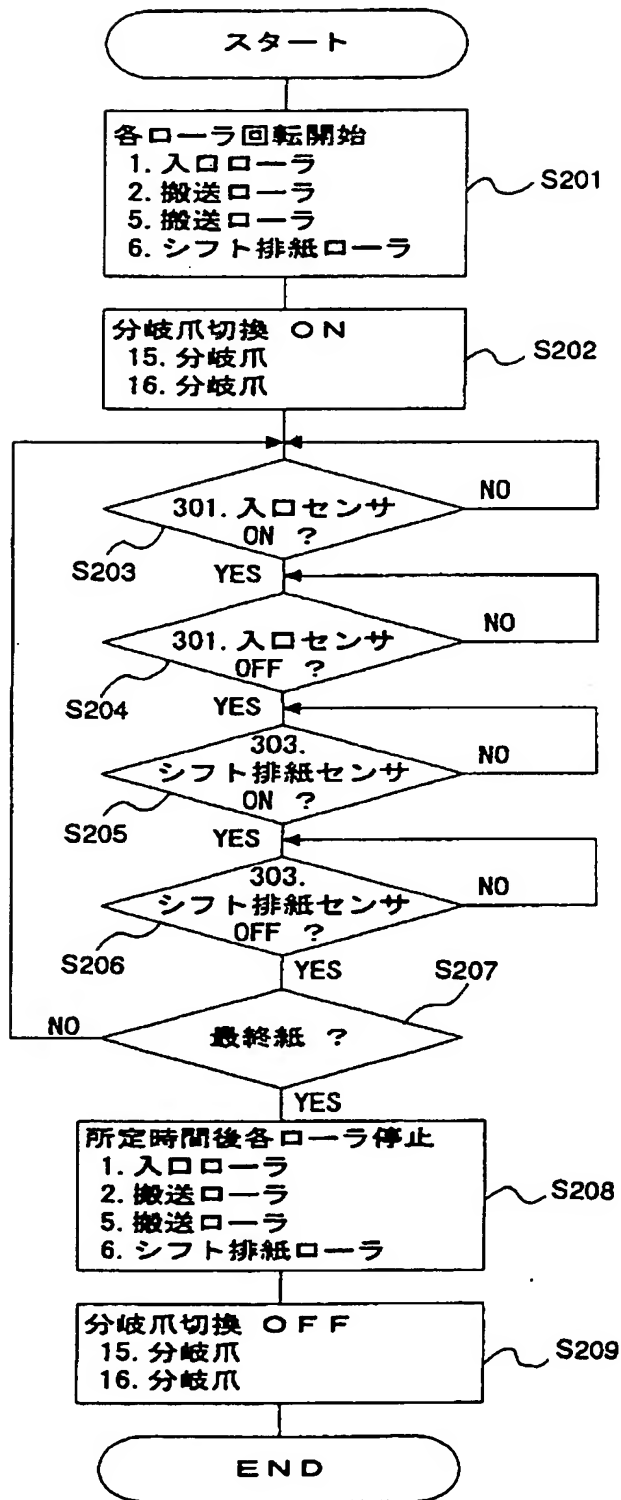 スタート
各ローラ回転開始
1. 入口ローラ
2. 搬送ローラ
5. 搬送ローラ
6. シフト排紙ローラ
S201
分岐爪切換 ON
15. 分岐爪
16. 分岐爪
S202
301. 入口センサ
ON ?
NO
S203
YES
301. 入口センサ
OFF ?
NO
S204
YES
303.
シフト排紙センサ
ON ?
NO
S205
YES
303.
シフト排紙センサ
OFF ?
NO
S206
YES
S207
NO
最終紙 ?
YES
所定時間後各ローラ停止
1. 入口ローラ
2. 搬送ローラ
5. 搬送ローラ
6. シフト排紙ローラ
S208
分岐爪切換 OFF
15. 分岐爪
16. 分岐爪
S209
END